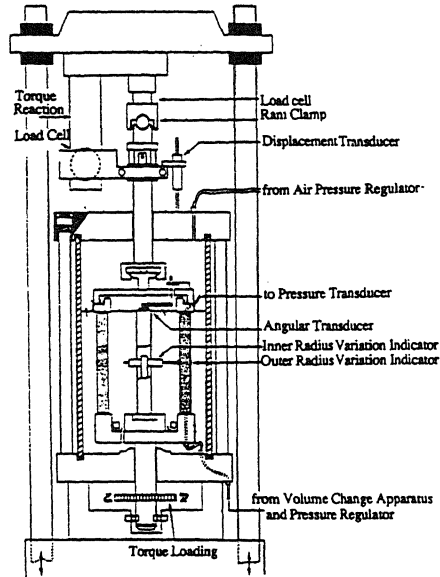 Torque
Reaction
Load Cell
Load cell
Ram Clamp
Displacement Transducer
from Air Pressure Regulator
to Pressure Transducer
Angular Transducer
Inner Radius Variation Indicator
Outer Radius Variation Indicator
from Volume Change Apparatus
and Pressure Regulator
Torque Loading